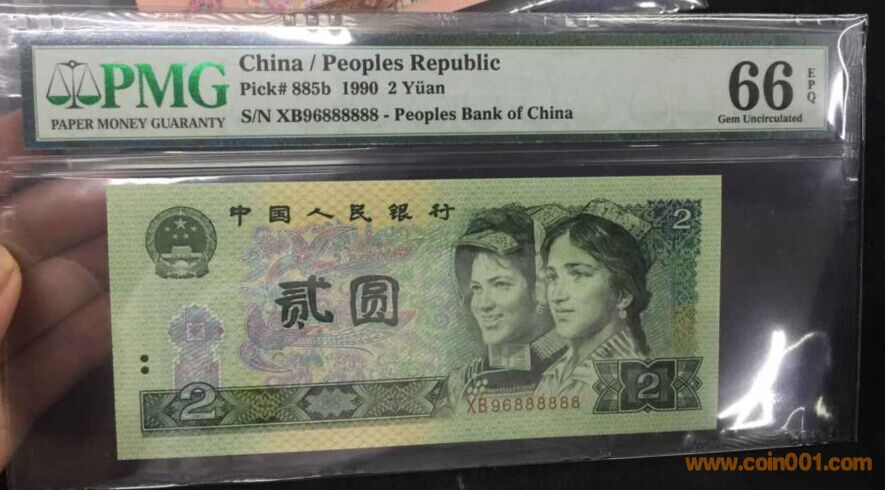 PMG
PAPER MONEY GUARANTY
China / Peoples Republic
Pick# 885b 1990 2 Yüan
S/N XB96888888 - Peoples Bank of China
66 EPQ
Gem Uncirculated
中国人民银行
2
贰圆
2
XB96888888
2
www.coin001.com